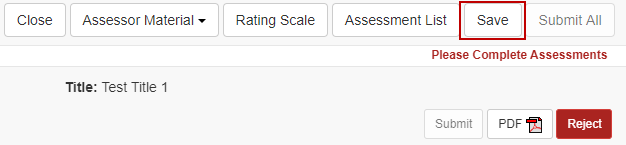 Close Assessor Material Rating Scale Assessment List Save Submit All
Please Complete Assessments
Title: Test Title 1
Submit PDF Reject